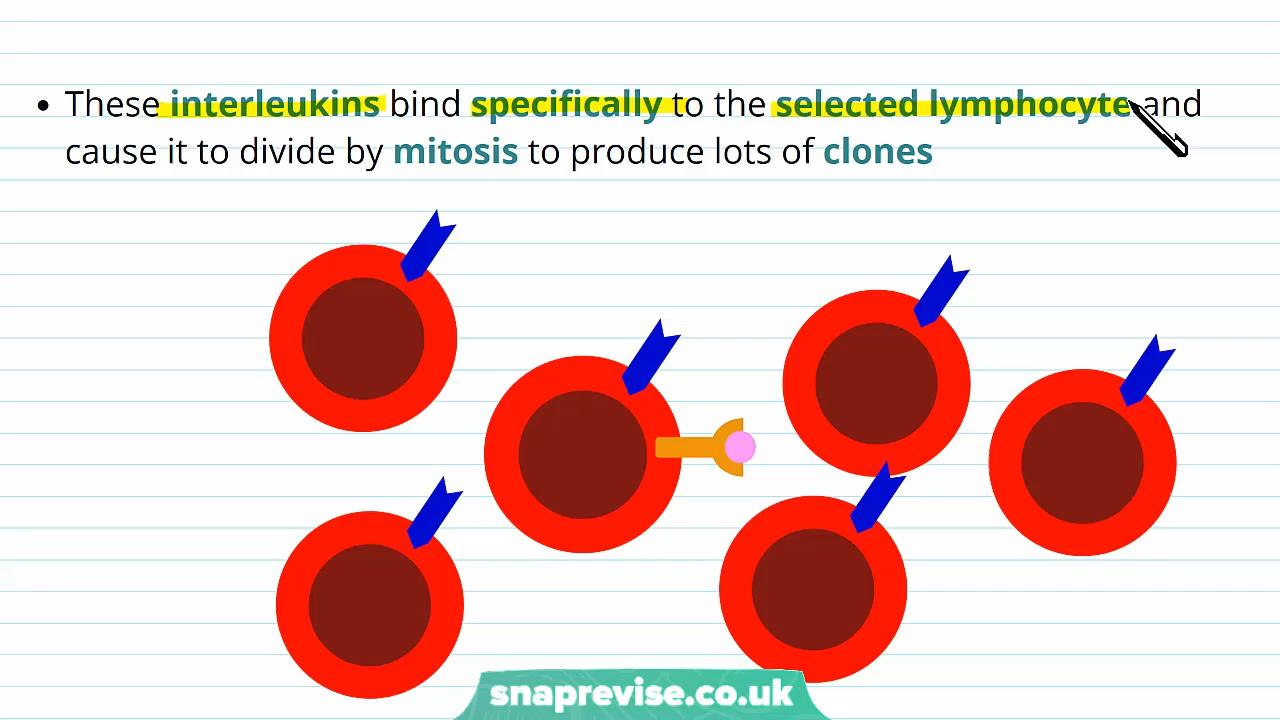 These interleukins bind specifically to the selected lymphocyte and
cause it to divide by mitosis to produce lots of clones
snaprevise.co.uk